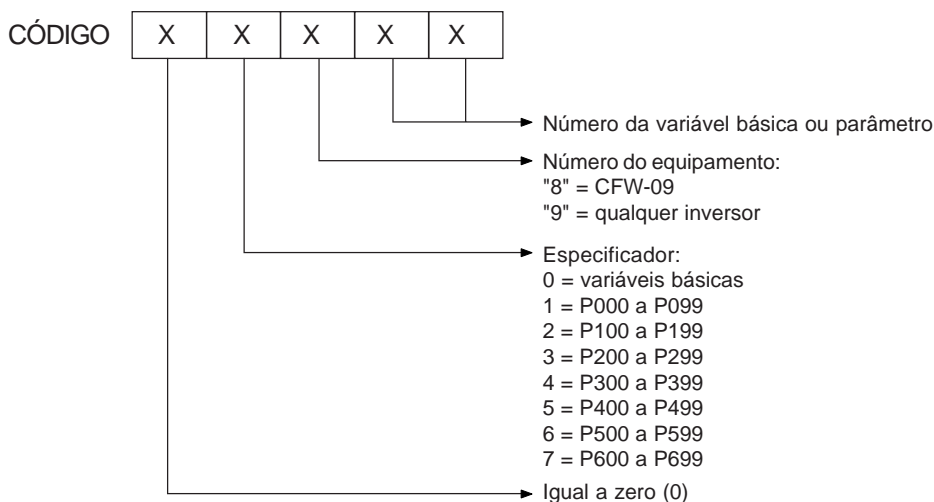 CÓDIGO X X X X X
Número da variável básica ou parâmetro
Número do equipamento:
"8" = CFW-09
"9" = qualquer inversor
Especificador:
0 = variáveis básicas
1 = P000 a P099
2 = P100 a P199
3 = P200 a P299
4 = P300 a P399
5 = P400 a P499
6 = P500 a P599
7 = P600 a P699
Igual a zero (0)